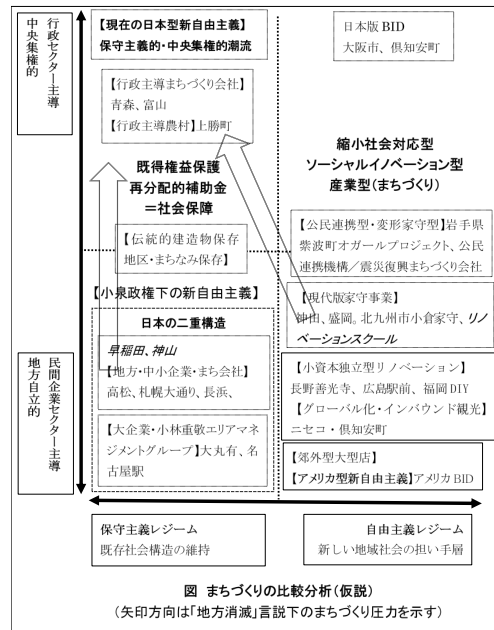 行政セクター主導
中央集権的
【現在の日本型新自由主義】
保守主義的・中央集権的潮流
日本版 BID
大阪市、倶知安町
【行政主導まちづくり会社】
青森、富山
【行政主導農村】上勝町
既得権益保護
再分配的補助金
＝社会保障
縮小社会対応型
ソーシャルイノベーション型
産業型（まちづくり）
【伝統的建造物保存
地区・まちなみ保存】
【公民連携型・変形家守型】岩手県
紫波町オガールプロジェクト、公民
連携機構／震災復興まちづくり会社
【小泉政権下の新自由主義】
【現代版家守事業】
神田、盛岡。北九州市小倉家守、リノ
ベーションスクール
民間企業セクター主導
地方自立的
日本の二重構造
早稲田、神山
【地方・中小企業・まち会社】
高松、札幌大通り、長浜、
【小資本独立型リノベーション】
長野善光寺、広島駅前、福岡 DIY
【グローバル化・インバウンド観光】
ニセコ・倶知安町
【大企業・小林重敬エリアマネ
ジメントグループ】大丸有、名
古屋駅
【郊外型大型店】
【アメリカ型新自由主義】アメリカ BID
保守主義レジーム
既存社会構造の維持
自由主義レジーム
新しい地域社会の担い手層
図 まちづくりの比較分析（仮説）
（矢印方向は「地方消滅」言説下のまちづくり圧力を示す）